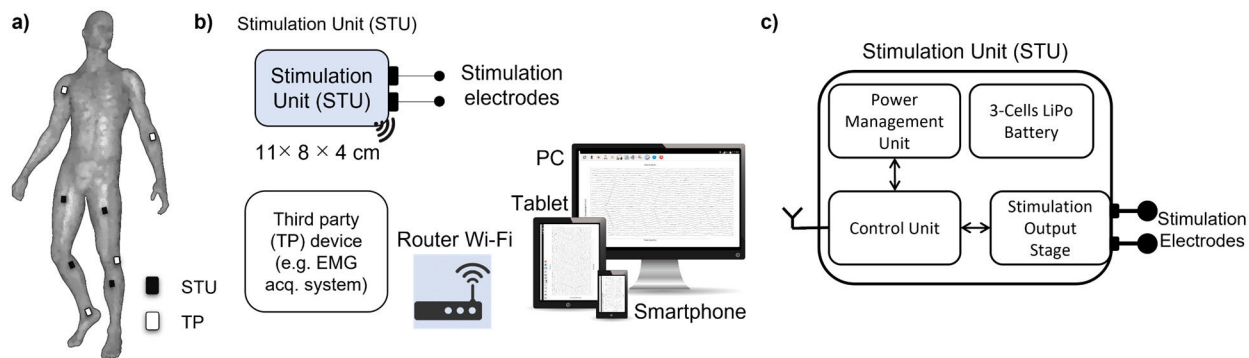 a)
STU
TP
b)
Stimulation Unit (STU)
Stimulation
Unit (STU)
Stimulation
electrodes
11× 8 × 4 cm
Third party
(TP) device
(e.g. EMG
acq. system)
Router Wi-Fi
PC
Tablet
Smartphone
c)
Stimulation Unit (STU)
Power
Management
Unit
3-Cells LiPo
Battery
Control Unit
Stimulation
Output
Stage
Stimulation
Electrodes